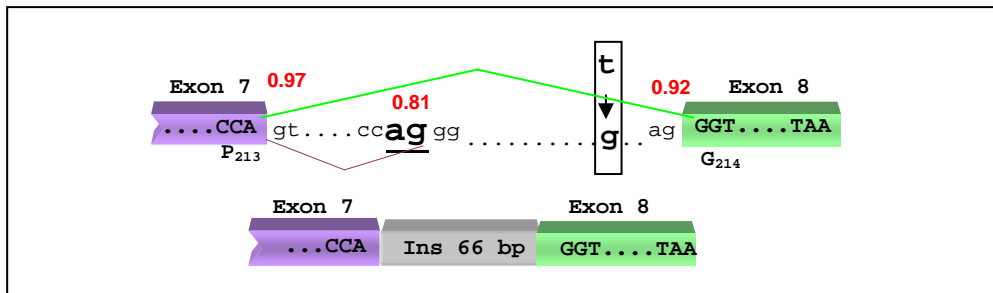 t
Exon 7 0.97 0.81 0.92 Exon 8
....CCA gt....cc ag gg ..........g.. ag GGT....TAA
P213 G214
Exon 7 Exon 8
...CCA Ins 66 bp GGT....TAA